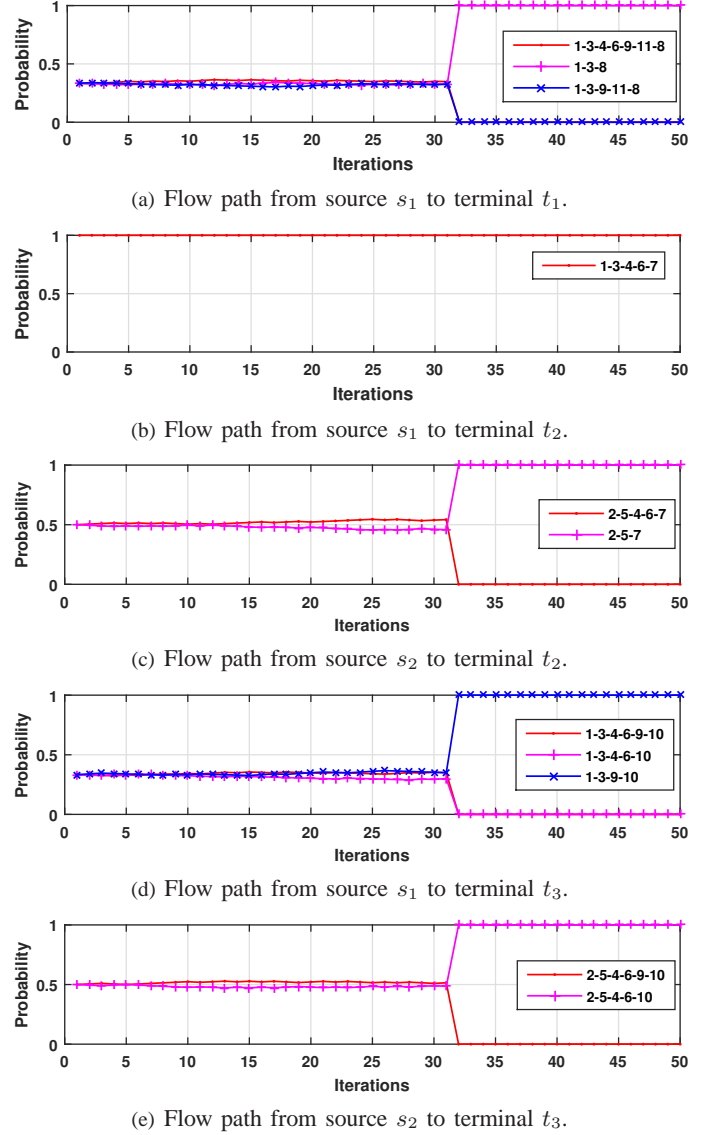 1
0.5
0
Probability
0 5 10 15 20 25 30 35 40 45 50
Iterations
1-3-4-6-9-11-8
1-3-8
1-3-9-11-8
(a) Flow path from source s1 to terminal t1.
1
0.5
0
Probability
0 5 10 15 20 25 30 35 40 45 50
Iterations
1-3-4-6-7
(b) Flow path from source s1 to terminal t2.
1
0.5
0
Probability
0 5 10 15 20 25 30 35 40 45 50
Iterations
2-5-4-6-7
2-5-7
(c) Flow path from source s2 to terminal t2.
1
0.5
0
Probability
0 5 10 15 20 25 30 35 40 45 50
Iterations
1-3-4-6-9-10
1-3-4-6-10
1-3-9-10
(d) Flow path from source s1 to terminal t3.
1
0.5
0
Probability
0 5 10 15 20 25 30 35 40 45 50
Iterations
2-5-4-6-9-10
2-5-4-6-10
(e) Flow path from source s2 to terminal t3.